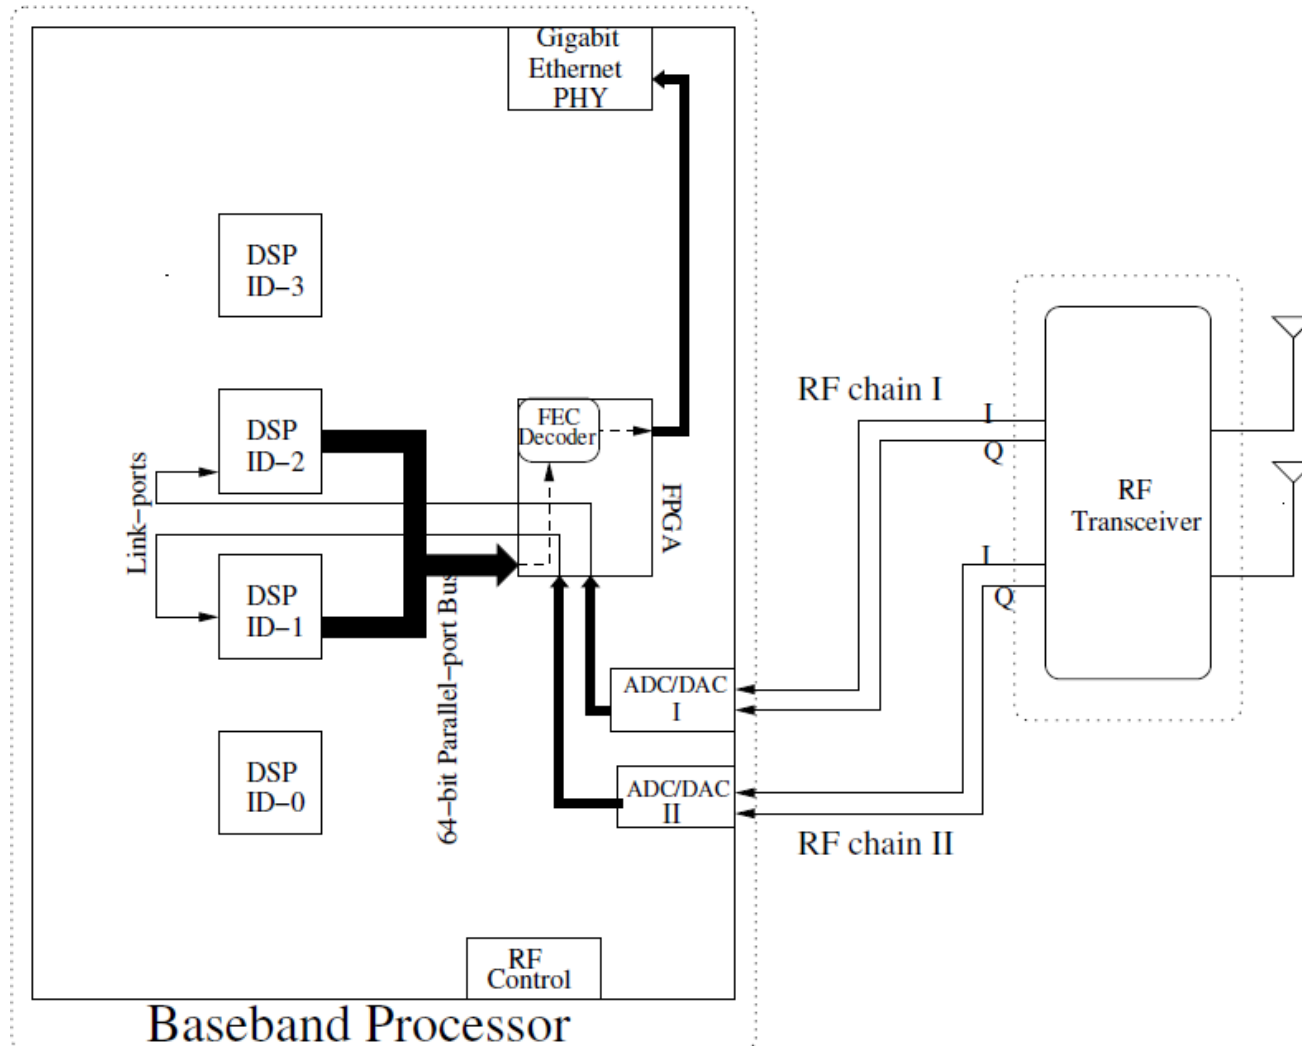 Gigabit
Ethernet
PHY
DSP
ID−3
DSP
ID−2
FEC
Decoder
Link−ports
FPGA
DSP
ID−1
64−bit Parallel−port Bus
DSP
ID−0
ADC/DAC
I
ADC/DAC
II
RF
Control
Baseband Processor
RF chain I
I
Q
RF
Transceiver
I
Q
RF chain II